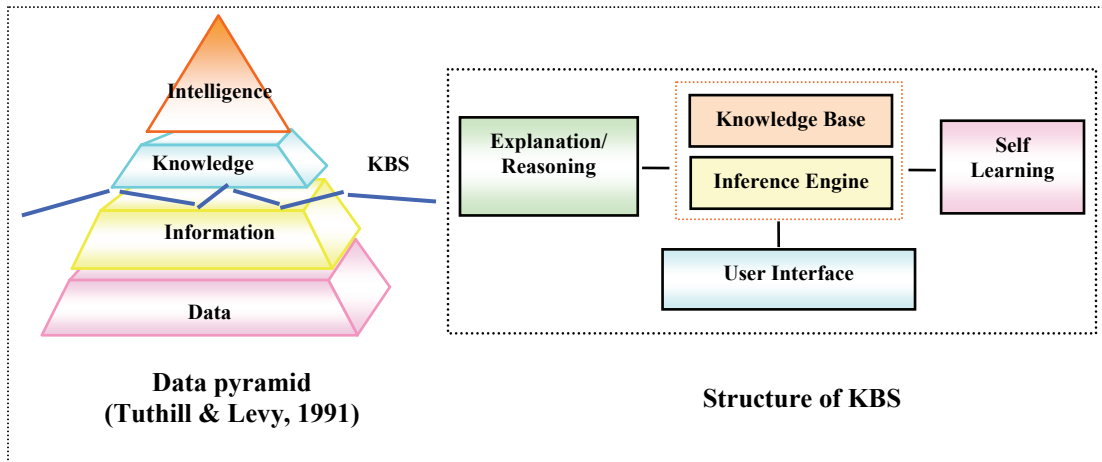 Intelligence
Knowledge
KBS
Information
Data
Data pyramid
(Tuthill & Levy, 1991)
Explanation/
Reasoning
Knowledge Base
Inference Engine
Self
Learning
User Interface
Structure of KBS